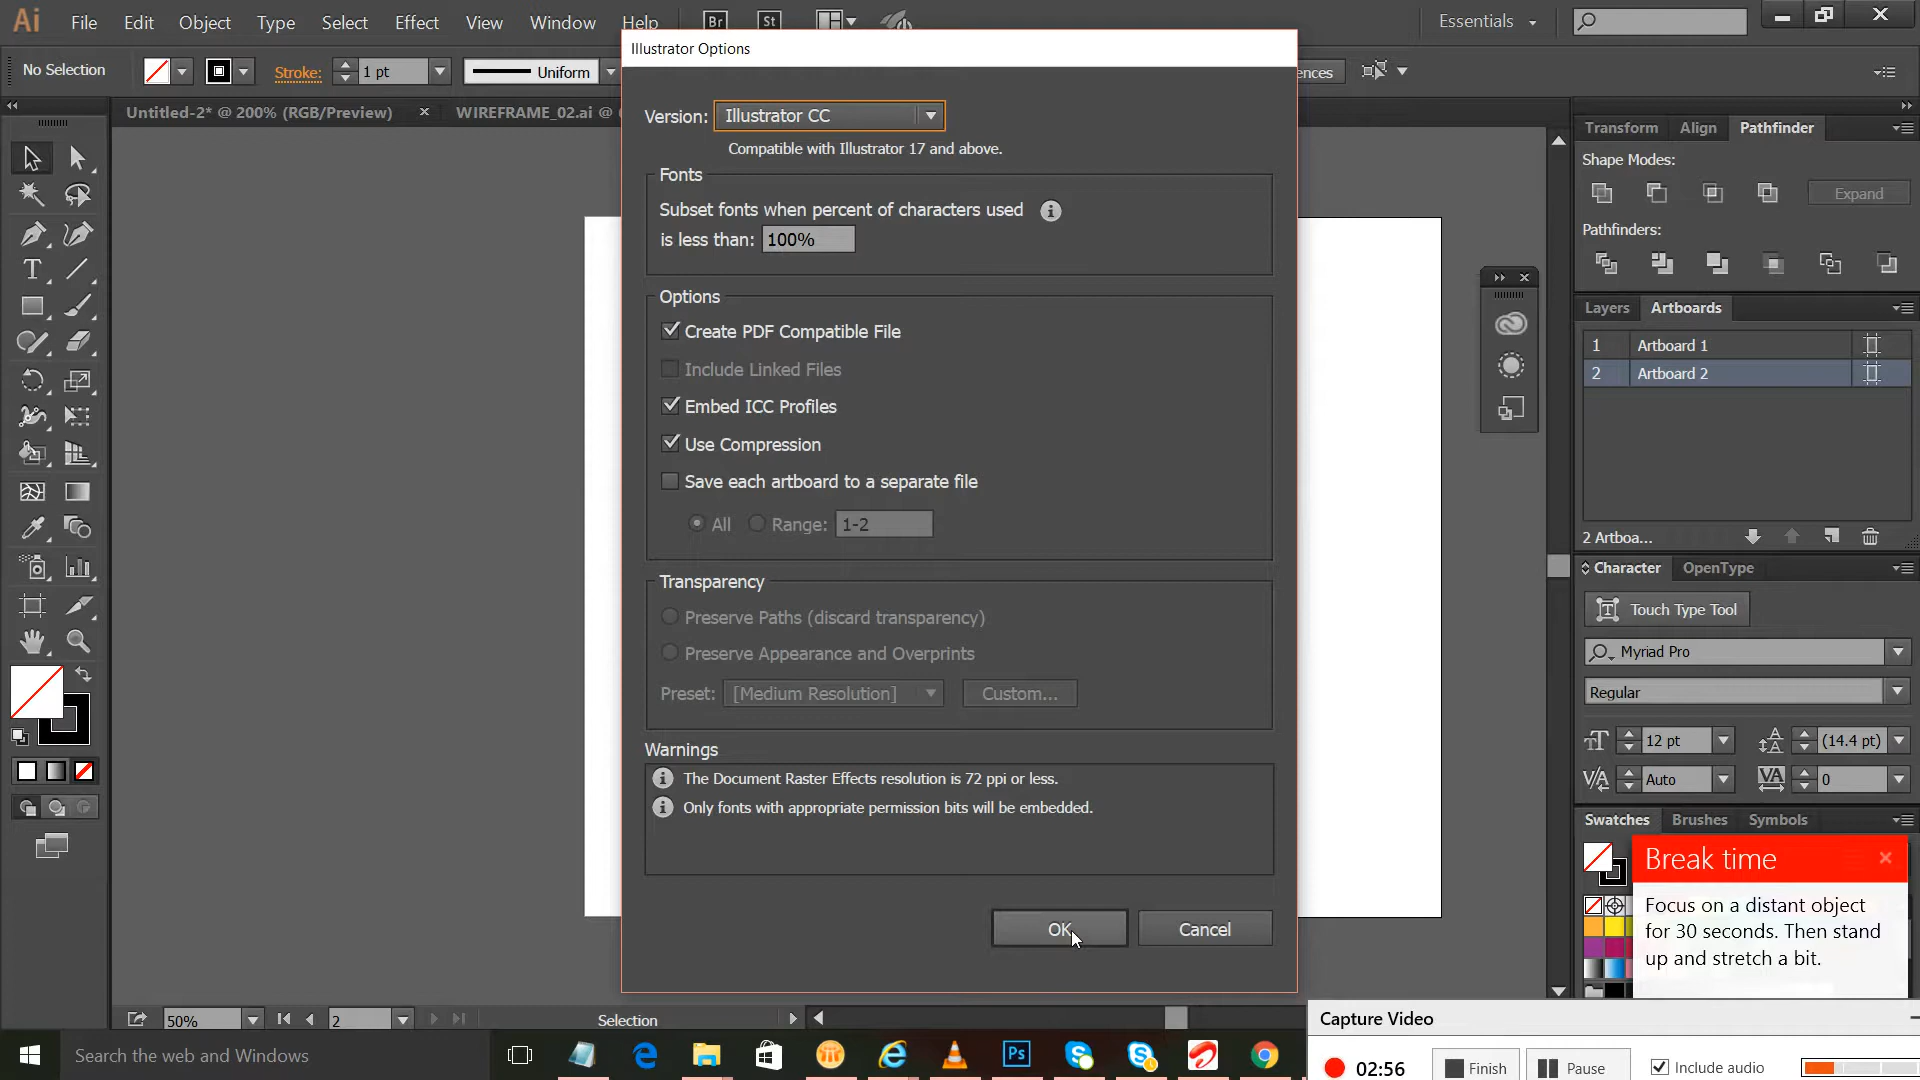 Ai File Edit Object Type Select Effect View Window Help Br St Essentials
No Selection Stroke: 1 pt Uniform
Untitled-2* @ 200% (RGB/Preview) × WIREFRAME_02.ai @
Illustrator Options
Version: Illustrator CC
Compatible with Illustrator 17 and above.
Fonts
Subset fonts when percent of characters used
is less than: 100%
Options
Create PDF Compatible File
Include Linked Files
Embed ICC Profiles
Use Compression
Save each artboard to a separate file
All Range: 1-2
Transparency
Preserve Paths (discard transparency)
Preserve Appearance and Overprints
Preset: [Medium Resolution] Custom...
Warnings
The Document Raster Effects resolution is 72 ppi or less.
Only fonts with appropriate permission bits will be embedded.
OK Cancel
Transform Align Pathfinder
Shape Modes:
Expand
Pathfinders:
Layers Artboards
1 Artboard 1
2 Artboard 2
2 Artboa...
Character OpenType
Touch Type Tool
Myriad Pro
Regular
12 pt (14.4 pt)
Auto 0
Swatches Brushes Symbols
Break time
Focus on a distant object
for 30 seconds. Then stand
up and stretch a bit.
50% 2 Selection
Capture Video
02:56 Finish Pause Include audio
Search the web and Windows
Ps